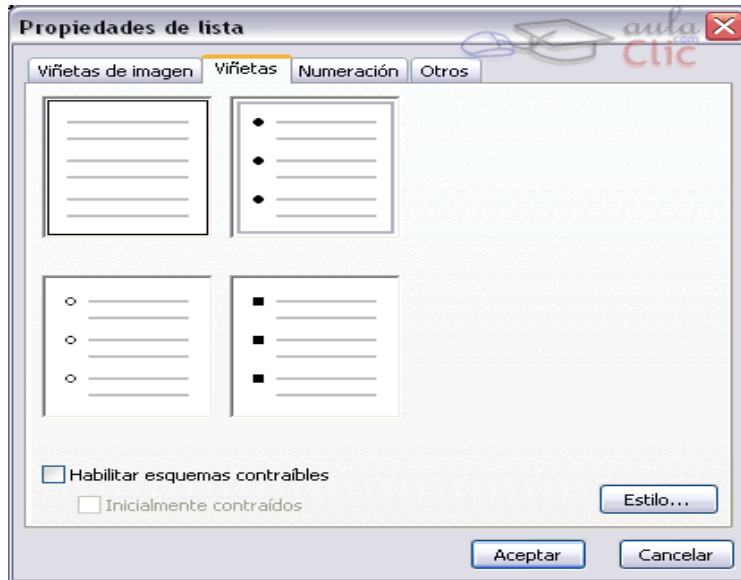 Propiedades de lista
aula
.com
Clic
Viñetas de imagen Viñetas Numeración Otros
Habilitar esquemas contraíbles
Inicialmente contraídos
Estilo...
Aceptar Cancelar